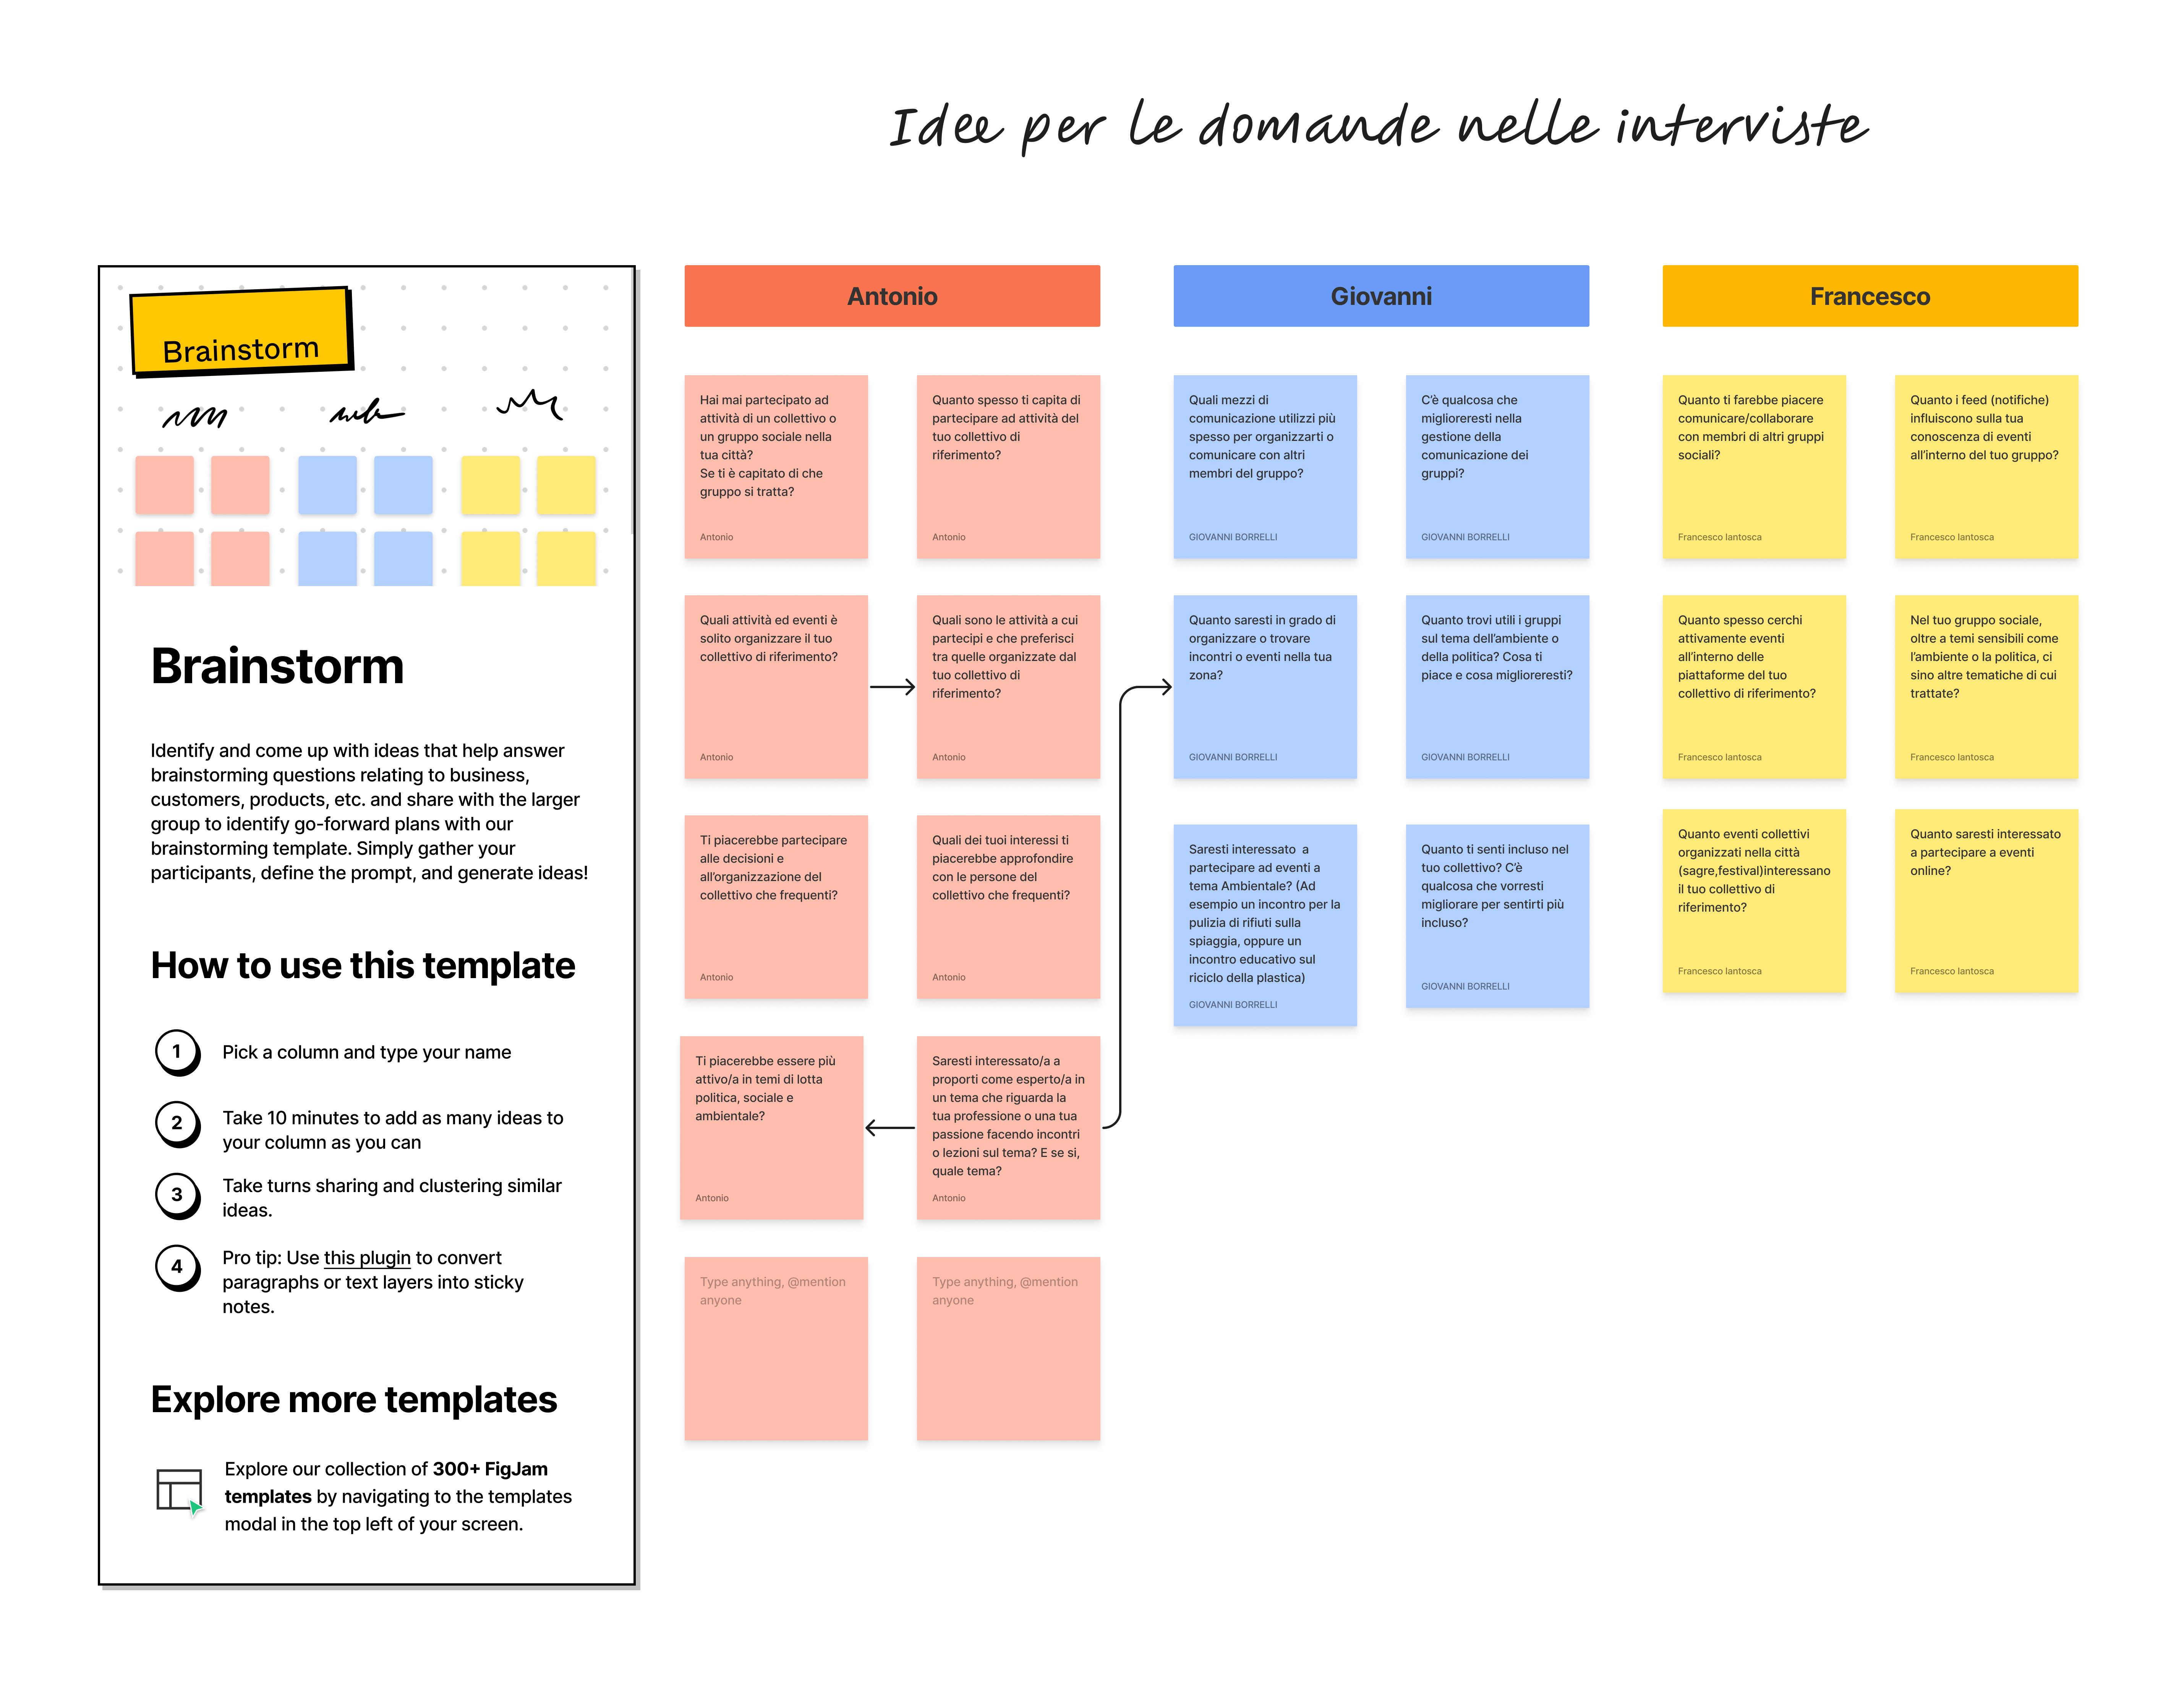 Idee per le domande nelle interviste
Brainstorm
Brainstorm
Identify and come up with ideas that help answer
brainstorming questions relating to business,
customers, products, etc. and share with the larger
group to identify go-forward plans with our
brainstorming template. Simply gather your
participants, define the prompt, and generate ideas!
How to use this template
1
Pick a column and type your name
2
Take 10 minutes to add as many ideas to
your column as you can
3
Take turns sharing and clustering similar
ideas.
4
Pro tip: Use this plugin to convert
paragraphs or text layers into sticky
notes.
Explore more templates
Explore our collection of 300+ FigJam
templates by navigating to the templates
modal in the top left of your screen.
Antonio
Hai mai partecipato ad
attività di un collettivo o
un gruppo sociale nella
tua città?
Se ti è capitato di che
gruppo si tratta?
Antonio
Quanto spesso ti capita di
partecipare ad attività del
tuo collettivo di
riferimento?
Antonio
Quali attività ed eventi è
solito organizzare il tuo
collettivo di riferimento?
Antonio
Quali sono le attività a cui
partecipi e che preferisci
tra quelle organizzate dal
tuo collettivo di
riferimento?
Antonio
Ti piacerebbe partecipare
alle decisioni e
all'organizzazione del
collettivo che frequenti?
Antonio
Quali dei tuoi interessi ti
piacerebbe approfondire
con le persone del
collettivo che frequenti?
Antonio
Ti piacerebbe essere più
attivo/a in temi di lotta
politica, sociale e
ambientale?
Antonio
Saresti interessato/a a
proporti come esperto/a in
un tema che riguarda la
tua professione o una tua
passione facendo incontri
o lezioni sul tema? E se si,
quale tema?
Antonio
Type anything, @mention
anyone
Type anything, @mention
anyone
Giovanni
Quali mezzi di
comunicazione utilizzi più
spesso per organizzarti o
comunicare con altri
membri del gruppo?
GIOVANNI BORRELLI
C'è qualcosa che
miglioreresti nella
gestione della
comunicazione dei
gruppi?
GIOVANNI BORRELLI
Quanto saresti in grado di
organizzare o trovare
incontri o eventi nella tua
zona?
GIOVANNI BORRELLI
Quanto trovi utili i gruppi
sul tema dell'ambiente o
della politica? Cosa ti
piace e cosa miglioreresti?
GIOVANNI BORRELLI
Saresti interessato  a
partecipare ad eventi a
tema Ambientale? (Ad
esempio un incontro per la
pulizia di rifiuti sulla
spiaggia, oppure un
incontro educativo sul
riciclo della plastica)
GIOVANNI BORRELLI
Quanto ti senti incluso nel
tuo collettivo? C'è
qualcosa che vorresti
migliorare per sentirti più
incluso?
GIOVANNI BORRELLI
Francesco
Quanto ti farebbe piacere
comunicare/collaborare
con membri di altri gruppi
sociali?
Francesco Iantosca
Quanto i feed (notifiche)
influiscono sulla tua
conoscenza di eventi
all'interno del tuo gruppo?
Francesco Iantosca
Quanto spesso cerchi
attivamente eventi
all'interno delle
piattaforme del tuo
collettivo di riferimento?
Francesco Iantosca
Nel tuo gruppo sociale,
oltre a temi sensibili come
l'ambiente o la politica, ci
sino altre tematiche di cui
trattate?
Francesco Iantosca
Quanto eventi collettivi
organizzati nella città
(sagre,festival)interessano
il tuo collettivo di
riferimento?
Francesco Iantosca
Quanto saresti interessato
a partecipare a eventi
online?
Francesco Iantosca